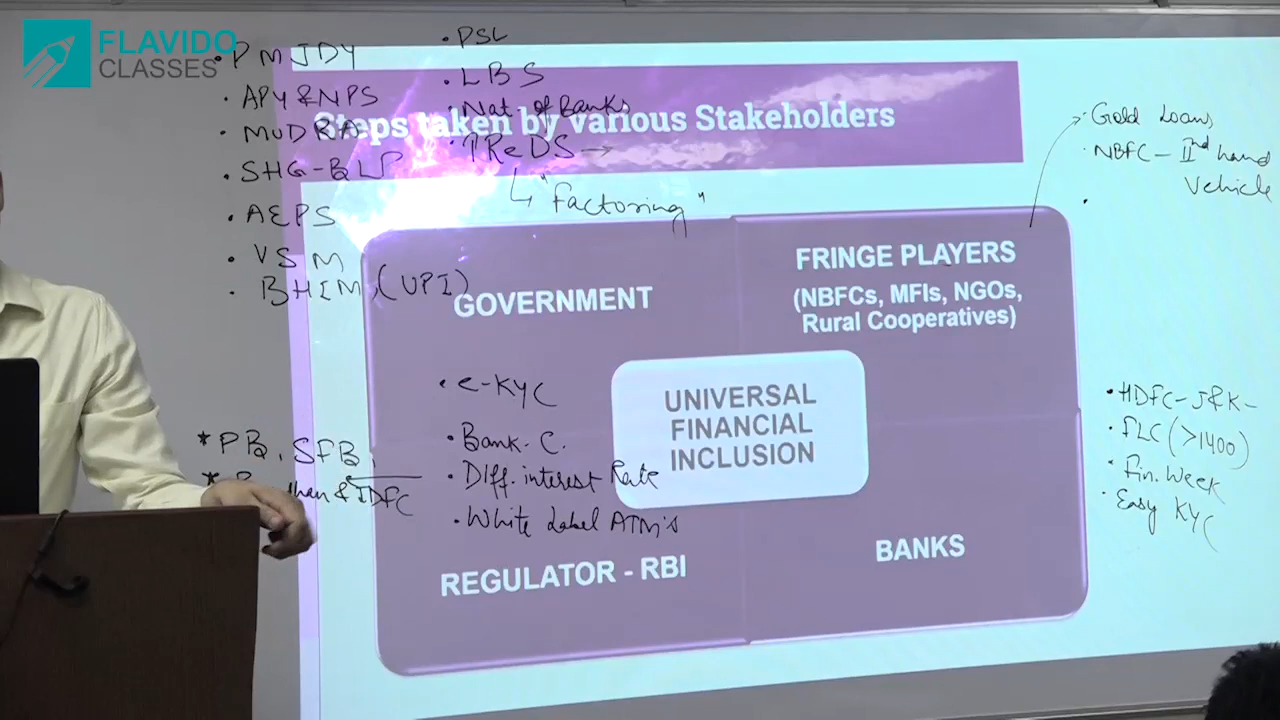 FLAVIDO
CLASSES
• PMJDY
• APY & NPS
• MUDRA
• SHG-BLP
• AEPS
• VSM
• BHIM, (UPI)
• PSL
• LBS
• Nat. of Banks
• TReDS →
↳ "Factoring"
Steps taken by various Stakeholders
• Gold Loans
• NBFC - IInd hand
Vehicle
•
GOVERNMENT
FRINGE PLAYERS
(NBFCs, MFIs, NGOs,
Rural Cooperatives)
UNIVERSAL
FINANCIAL
INCLUSION
• e-KYC
• Bank. C.
• Diff. interest Rate
• White Label ATM's
* PB, SFB,
& IDFC
REGULATOR - RBI
BANKS
• HDFC - J&K -
• FLC (>1400)
• Fin. Week
• Easy KYC